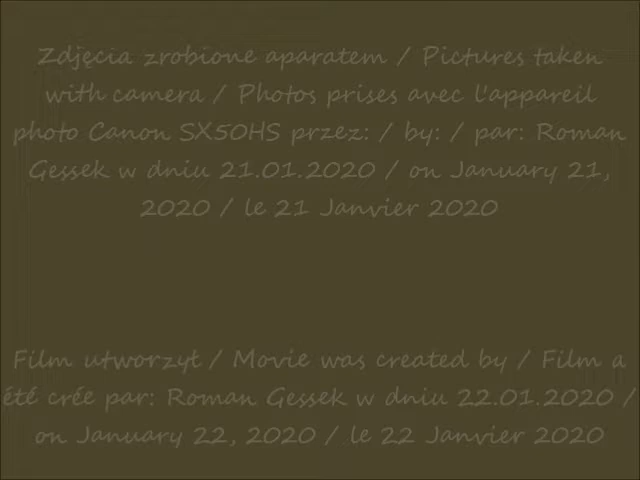 Zdjęcia zrobione aparatem / Pictures taken
with camera / Photos prises avec l'appareil
photo Canon SX50HS przez: / by: / par: Roman
Gessek w dniu 21.01.2020 / on January 21,
2020 / le 21 Janvier 2020
Film utworzył / Movie was created by / Film a
été crée par: Roman Gessek w dniu 22.01.2020 /
on January 22, 2020 / le 22 Janvier 2020